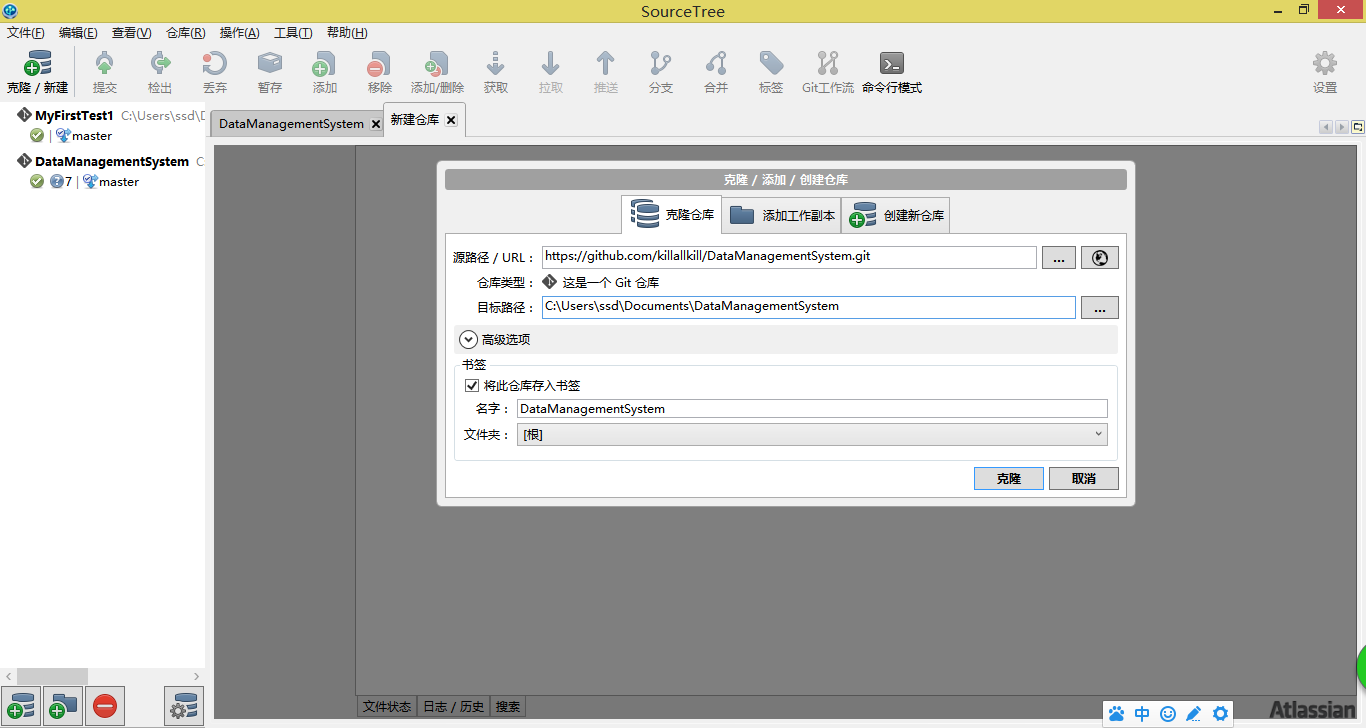 SourceTree
文件(F) 编辑(E) 查看(V) 仓库(R) 操作(A) 工具(T) 帮助(H)
克隆 / 新建 提交 检出 丢弃 暂存 添加 移除 添加/删除 获取 拉取 推送 分支 合并 标签 Git工作流 命令行模式 设置
MyFirstTest1 C:\Users\ssd\D
master
DataManagementSystem C
7 | master
DataManagementSystem 新建仓库
克隆 / 添加 / 创建仓库
克隆仓库 添加工作副本 创建新仓库
源路径 / URL： https://github.com/killallkill/DataManagementSystem.git ...
仓库类型： 这是一个 Git 仓库
目标路径： C:\Users\ssd\Documents\DataManagementSystem ...
高级选项
书签
将此仓库存入书签
名字： DataManagementSystem
文件夹： [根]
克隆 取消
文件状态 日志 / 历史 搜索
Atlassian
中